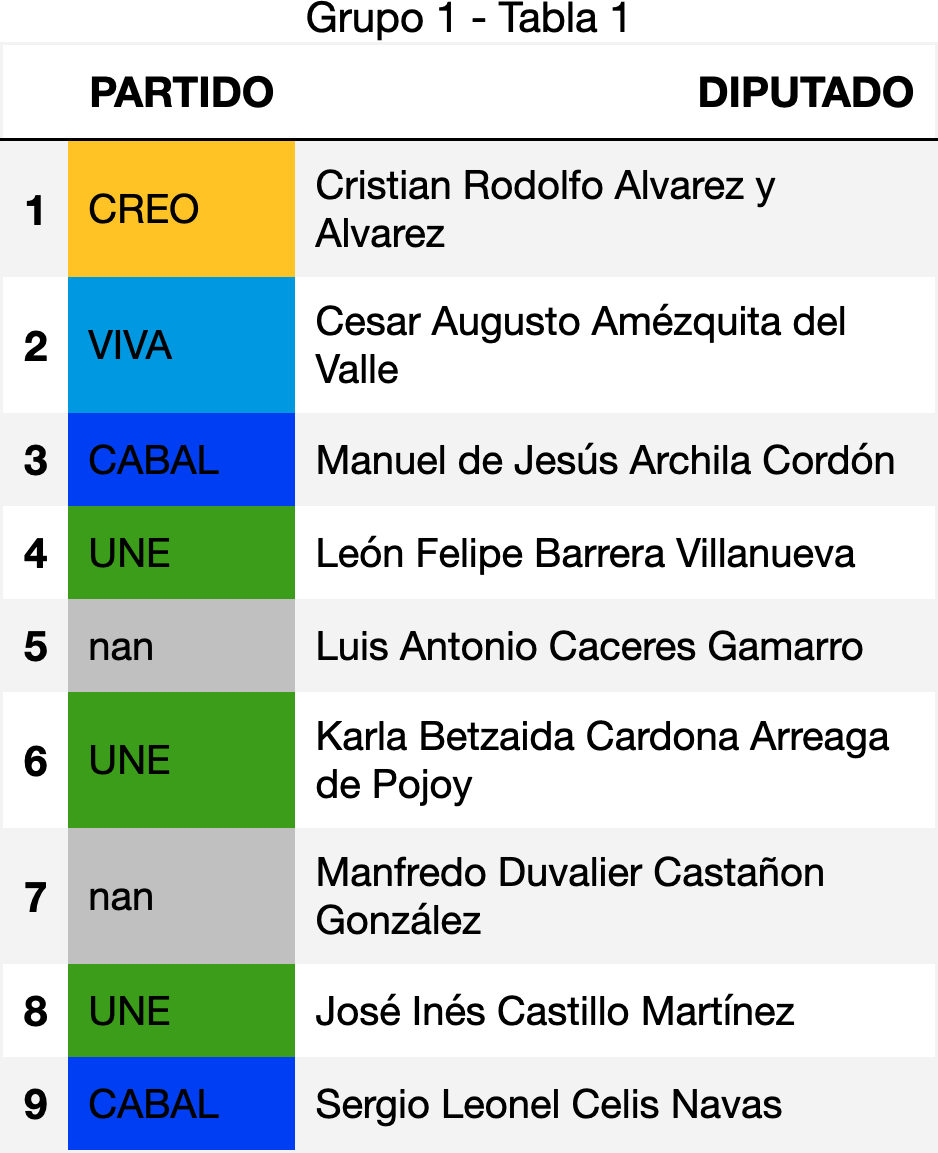 Grupo 1 - Tabla 1
PARTIDO DIPUTADO
1 CREO Cristian Rodolfo Alvarez y
Alvarez
2 VIVA Cesar Augusto Amézquita del
Valle
3 CABAL Manuel de Jesús Archila Cordón
4 UNE León Felipe Barrera Villanueva
5 nan Luis Antonio Caceres Gamarro
6 UNE Karla Betzaida Cardona Arreaga
de Pojoy
7 nan Manfredo Duvalier Castañon
González
8 UNE José Inés Castillo Martínez
9 CABAL Sergio Leonel Celis Navas